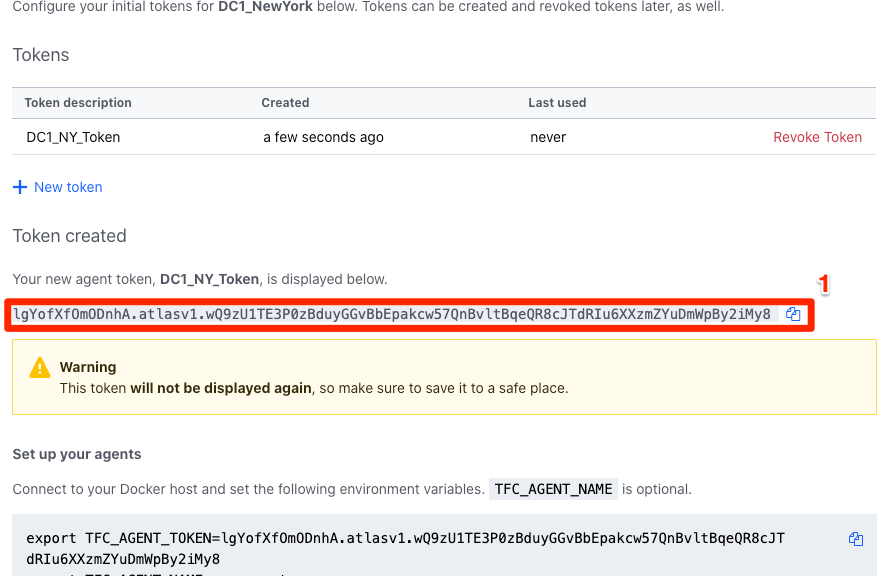 Configure your initial tokens for DC1_NewYork below. Tokens can be created and revoked tokens later, as well.
Tokens
Token description Created Last used
DC1_NY_Token a few seconds ago never Revoke Token
+ New token
Token created
Your new agent token, DC1_NY_Token, is displayed below.
1
lgYofXfOmODnhA.atlasv1.wQ9zU1TE3P0zBduyGGvBbEpakcw57QnBvltBqeQR8cJTdRIu6XXzmZYuDmWpBy2iMy8
Warning
This token will not be displayed again, so make sure to save it to a safe place.
Set up your agents
Connect to your Docker host and set the following environment variables. TFC_AGENT_NAME is optional.
export TFC_AGENT_TOKEN=lgYofXfOmODnhA.atlasv1.wQ9zU1TE3P0zBduyGGvBbEpakcw57QnBvltBqeQR8cJT
dRIu6XXzmZYuDmWpBy2iMy8